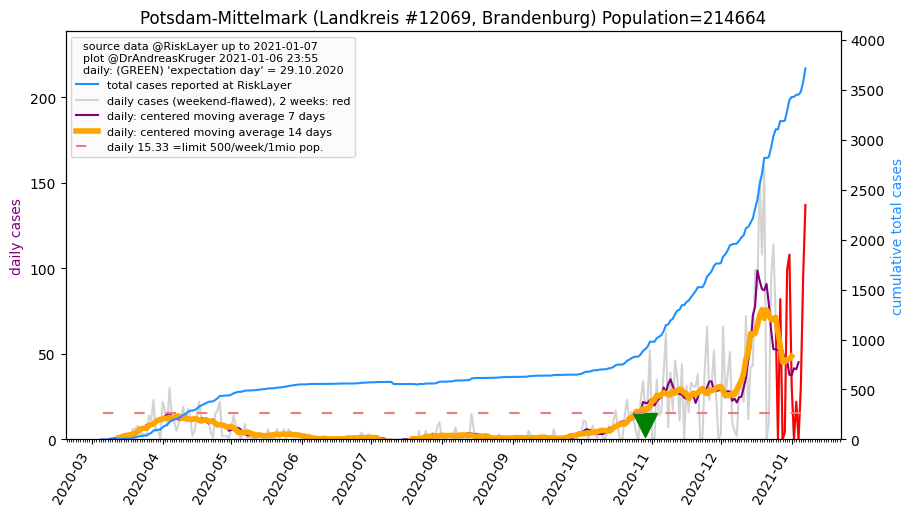 Potsdam-Mittelmark (Landkreis #12069, Brandenburg) Population=214664
source data @RiskLayer up to 2021-01-07
plot @DrAndreasKruger 2021-01-06 23:55
daily: (GREEN) 'expectation day' = 29.10.2020
total cases reported at RiskLayer
daily cases (weekend-flawed), 2 weeks: red
daily: centered moving average 7 days
daily: centered moving average 14 days
daily 15.33 =limit 500/week/1mio pop.
daily cases
200
150
100
50
0
cumulative total cases
4000
3500
3000
2500
2000
1500
1000
500
0
2020-03
2020-04
2020-05
2020-06
2020-07
2020-08
2020-09
2020-10
2020-11
2020-12
2021-01